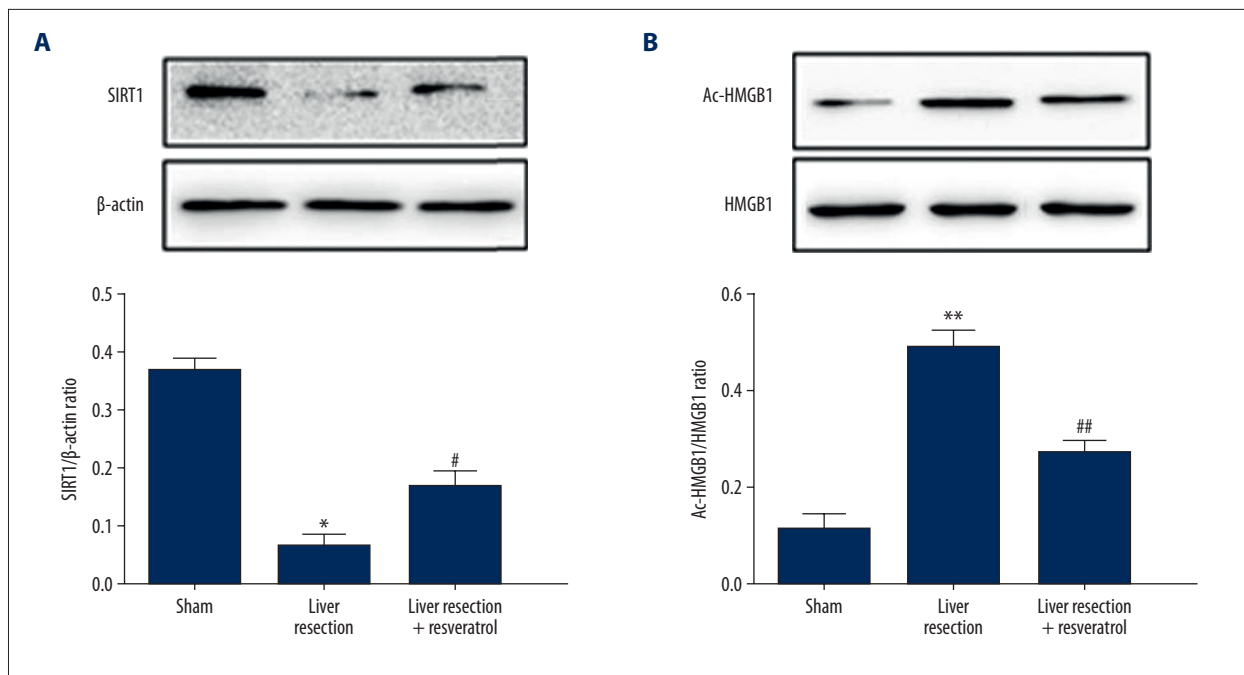 A
SIRT1
β-actin
0.5
0.4
0.3
0.2
0.1
0.0
SIRT1/β-actin ratio
*
#
Sham
Liver
resection
Liver resection
+ resveratrol
B
Ac-HMGB1
HMGB1
0.6
0.4
0.2
0.0
Ac-HMGB1/HMGB1 ratio
**
##
Sham
Liver
resection
Liver resection
+ resveratrol